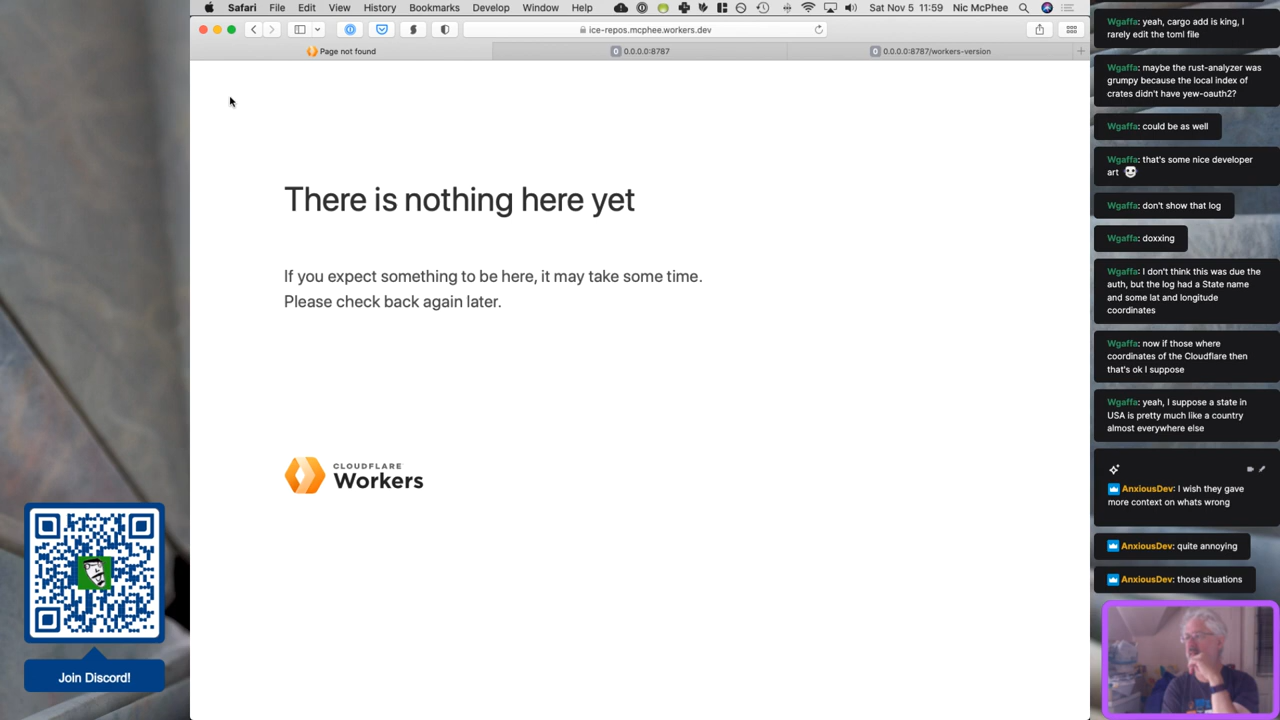 Safari File Edit View History Bookmarks Develop Window Help Sat Nov 5 11:59 Nic McPhee
ice-repos.mcphee.workers.dev
Page not found
0.0.0.0:8787
0.0.0.0:8787/workers-version
There is nothing here yet
If you expect something to be here, it may take some time.
Please check back again later.
CLOUDFLARE
Workers
Join Discord!
Wgaffa: yeah, cargo add is king, I
rarely edit the toml file
Wgaffa: maybe the rust-analyzer was
grumpy because the local index of
crates didn't have yew-oauth2?
Wgaffa: could be as well
Wgaffa: that's some nice developer
art
Wgaffa: don't show that log
Wgaffa: doxxing
Wgaffa: I don't think this was due the
auth, but the log had a State name
and some lat and longitude
coordinates
Wgaffa: now if those where
coordinates of the Cloudflare then
that's ok I suppose
Wgaffa: yeah, I suppose a state in
USA is pretty much like a country
almost everywhere else
AnxiousDev: I wish they gave
more context on whats wrong
AnxiousDev: quite annoying
AnxiousDev: those situations